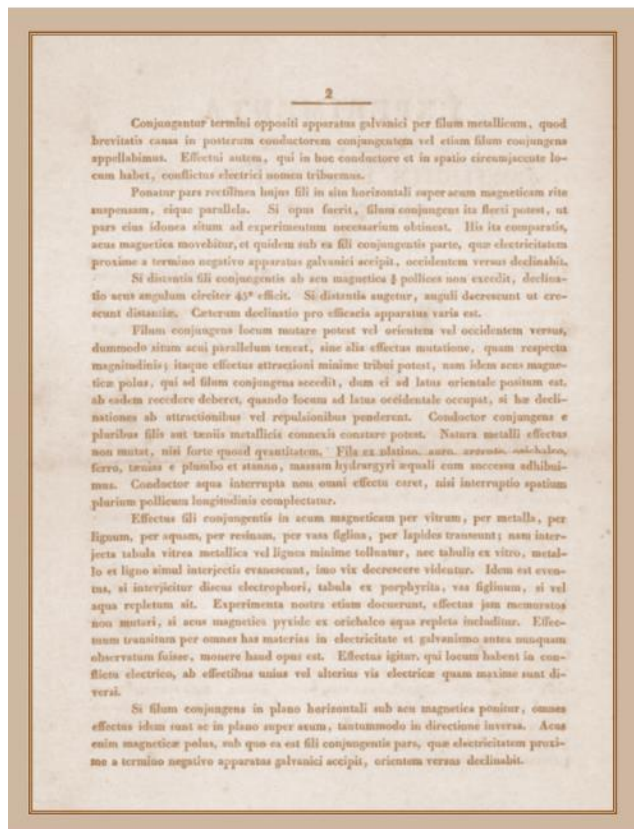 2
Conjungantur termini oppositi apparatus galvanici per filum metallicum, quod
brevitatis causa in posterum conductorem conjungentem vel etiam filum conjungens
appellabimus. Effectui autem, qui in hoc conductore et in spatio circumjacente lo-
cum habet, conflictus electrici nomen tribuemus.
Ponatur pars rectilinea hujus fili in situ horizontali super acum magneticam rite
suspensam, eique parallela. Si opus fuerit, filum conjungens ita flecti potest, ut
pars ejus idonea situm ad experimentum necessarium obtineat. His ita comparatis,
acus magnetica movebitur, et quidem sub ea fili conjungentis parte, quæ electricitatem
proxime a termino negativo apparatus galvanici accipit, occidentem versus declinabit.
Si distantia fili conjungentis ab acu magnetica pollices non excedit, declina-
tio acus angulum circiter 45° efficit. Si distantia augetur, anguli decrescunt ut cre-
scunt distantiæ. Cæterum declinatio pro efficacia apparatus varia est.
Filum conjungens locum mutare potest vel orientem vel occidentem versus,
dummodo situm acui parallelum teneat, sine alia effectus mutatione, quam respectu
magnitudinis; itaque effectus attractioni minime tribui potest, nam idem acus magne-
ticæ polus, qui ad filum conjungens accedit, dum ei ad latus orientale positum est,
ab eodem recedere deberet, quando locum ad latus occidentale occupat, si hæ decli-
nationes ab attractionibus vel repulsionibus penderent. Conductor conjungens e
pluribus filis aut tæniis metallicis connexis constare potest. Natura metalli effectus
non mutat, nisi forte quoad quantitatem. Fila ex platino, auro, argento, orichalco,
ferro, tænias e plumbo et stanno, massam hydrargyri æquali cum successu adhibui-
mus. Conductor aqua interrupta non omni effectu caret, nisi interruptio spatium
plurium pollicum longitudinis complectatur.
Effectus fili conjungentis in acum magneticam per vitrum, per metalla, per
lignum, per aquam, per resinam, per vasa figlina, per lapides transeunt; nam inter-
jecta tabula vitrea metallica vel lignea minime tolluntur, nec tabulis ex vitro, metal-
lo et ligno simul interjectis evanescunt, imo vix decrescere videntur. Idem est even-
tus, si interjicitur discus electrophori, tabula ex porphyrita, vas figlinum, si vel
aqua repletum sit. Experimenta nostra etiam docuerunt, effectus jam memoratos
non mutari, si acus magnetica pyxide ex orichalco aqua repleta includitur. Effec-
tuum transitum per omnes has materias in electricitate et galvanismo antea nunquam
observatum fuisse, monere haud opus est. Effectus igitur, qui locum habent in con-
flictu electrico, ab effectibus unius vel alterius vis electricæ quam maxime sunt di-
versi.
Si filum conjungens in plano horizontali sub acu magnetica ponitur, omnes
effectus idem sunt ac in plano super acum, tantummodo in directione inversa. Acus
enim magneticæ polus, sub quo ea est fili conjungentis pars, quæ electricitatem proxi-
me a termino negativo apparatus galvanici accipit, orientem versus declinabit.